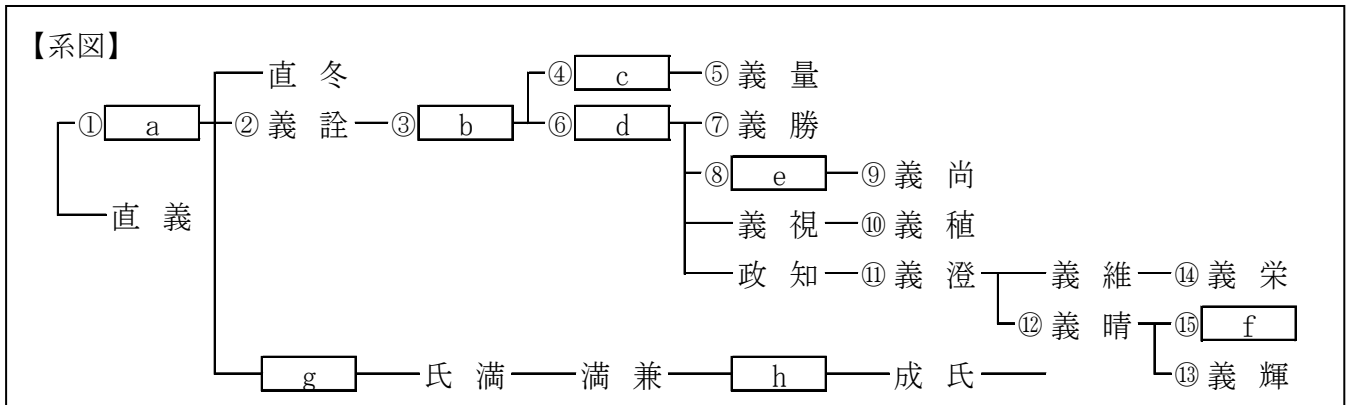 【系図】
直 冬
④ c ⑤ 義 量
① a ② 義 詮 ③ b ⑥ d ⑦ 義 勝
⑧ e ⑨ 義 尚
直 義 義 視 ⑩ 義 稙
政 知 ⑪ 義 澄 義 維 ⑭ 義 栄
⑫ 義 晴 ⑮ f
g 氏 満 満 兼 h 成 氏 ⑬ 義 輝